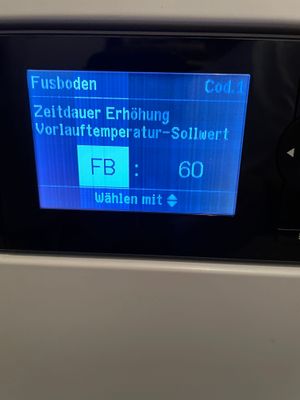 Fusboden Cod.1
Zeitdauer Erhöhung
Vorlauftemperatur-Sollwert
FB : 60
Wählen mit